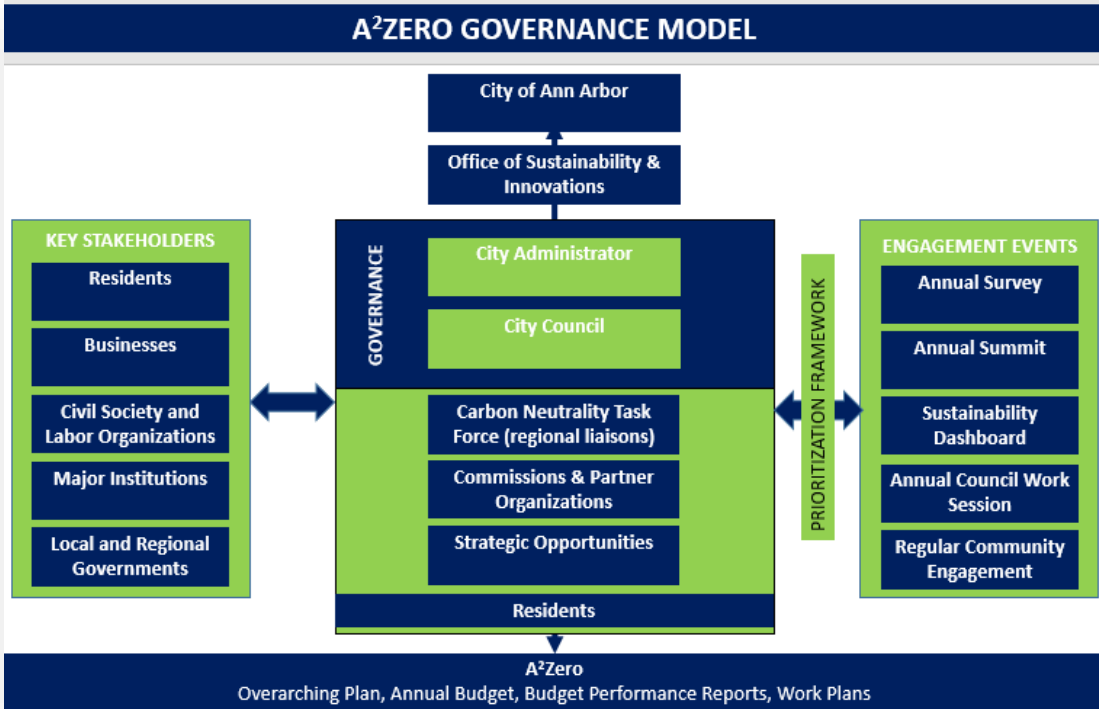 A²ZERO GOVERNANCE MODEL
City of Ann Arbor
Office of Sustainability &
Innovations
KEY STAKEHOLDERS
Residents
Businesses
Civil Society and
Labor Organizations
Major Institutions
Local and Regional
Governments
GOVERNANCE
City Administrator
City Council
Carbon Neutrality Task
Force (regional liaisons)
Commissions & Partner
Organizations
Strategic Opportunities
Residents
PRIORITIZATION FRAMEWORK
ENGAGEMENT EVENTS
Annual Survey
Annual Summit
Sustainability
Dashboard
Annual Council Work
Session
Regular Community
Engagement
A²Zero
Overarching Plan, Annual Budget, Budget Performance Reports, Work Plans